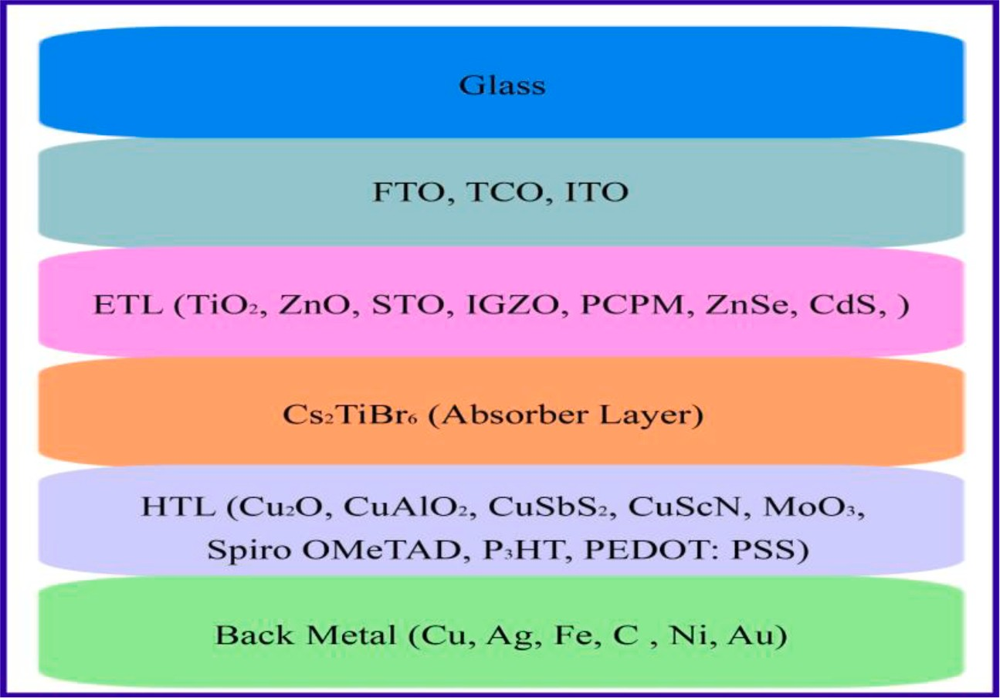 Glass
FTO, TCO, ITO
ETL (TiO₂, ZnO, STO, IGZO, PCPM, ZnSe, CdS, )
Cs₂TiBr₆ (Absorber Layer)
HTL (Cu₂O, CuAlO₂, CuSbS₂, CuScN, MoO₃,
Spiro OMeTAD, P₃HT, PEDOT: PSS)
Back Metal (Cu, Ag, Fe, C , Ni, Au)